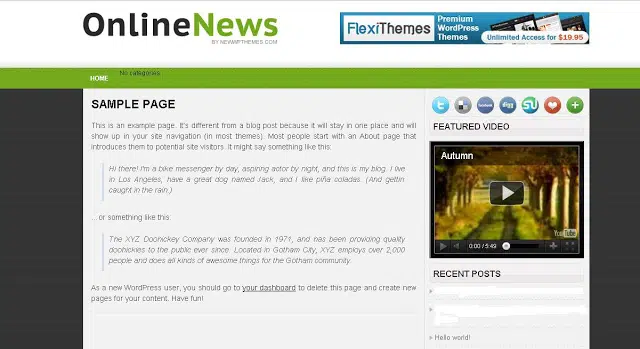 OnlineNews
BY NEWWPTHEMES.COM
FlexiThemes
Premium
WordPress
Themes
Unlimited Access for $19.95
HOME
No categories
SAMPLE PAGE
This is an example page. It's different from a blog post because it will stay in one place and will
show up in your site navigation (in most themes). Most people start with an About page that
introduces them to potential site visitors. It might say something like this:
Hi there! I'm a bike messenger by day, aspiring actor by night, and this is my blog. I live
in Los Angeles, have a great dog named Jack, and I like piña coladas. (And gettin'
caught in the rain.)
...or something like this:
The XYZ Doohickey Company was founded in 1971, and has been providing quality
doohickies to the public ever since. Located in Gotham City, XYZ employs over 2,000
people and does all kinds of awesome things for the Gotham community.
As a new WordPress user, you should go to your dashboard to delete this page and create new
pages for your content. Have fun!
facebook
digg
FEATURED VIDEO
Autumn
YouTube
0:00 / 5:49
RECENT POSTS
Hello world!